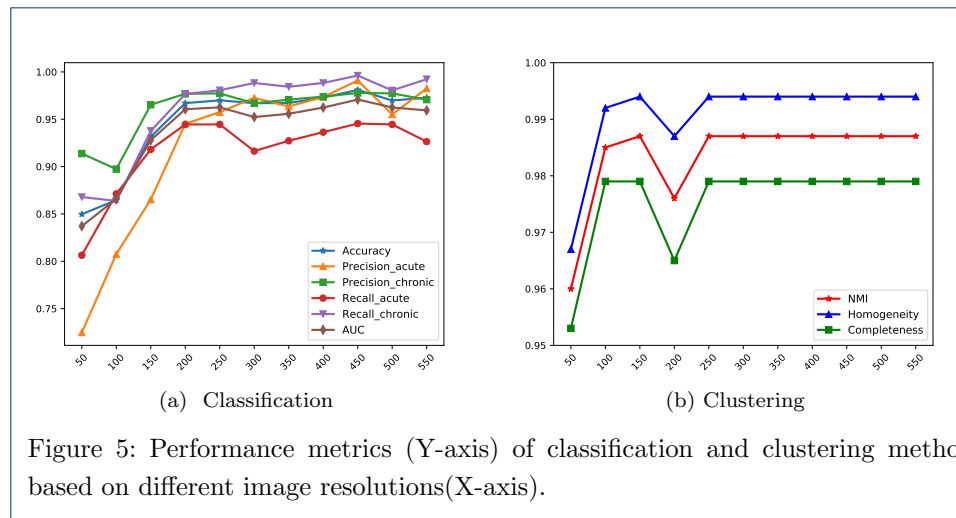 1.00
0.95
0.90
0.85
0.80
0.75
50 100 150 200 250 300 350 400 450 500 550
Accuracy
Precision_acute
Precision_chronic
Recall_acute
Recall_chronic
AUC
(a) Classification
1.00
0.99
0.98
0.97
0.96
0.95
50 100 150 200 250 300 350 400 450 500 550
NMI
Homogeneity
Completeness
(b) Clustering
Figure 5: Performance metrics (Y-axis) of classification and clustering metho
based on different image resolutions(X-axis).